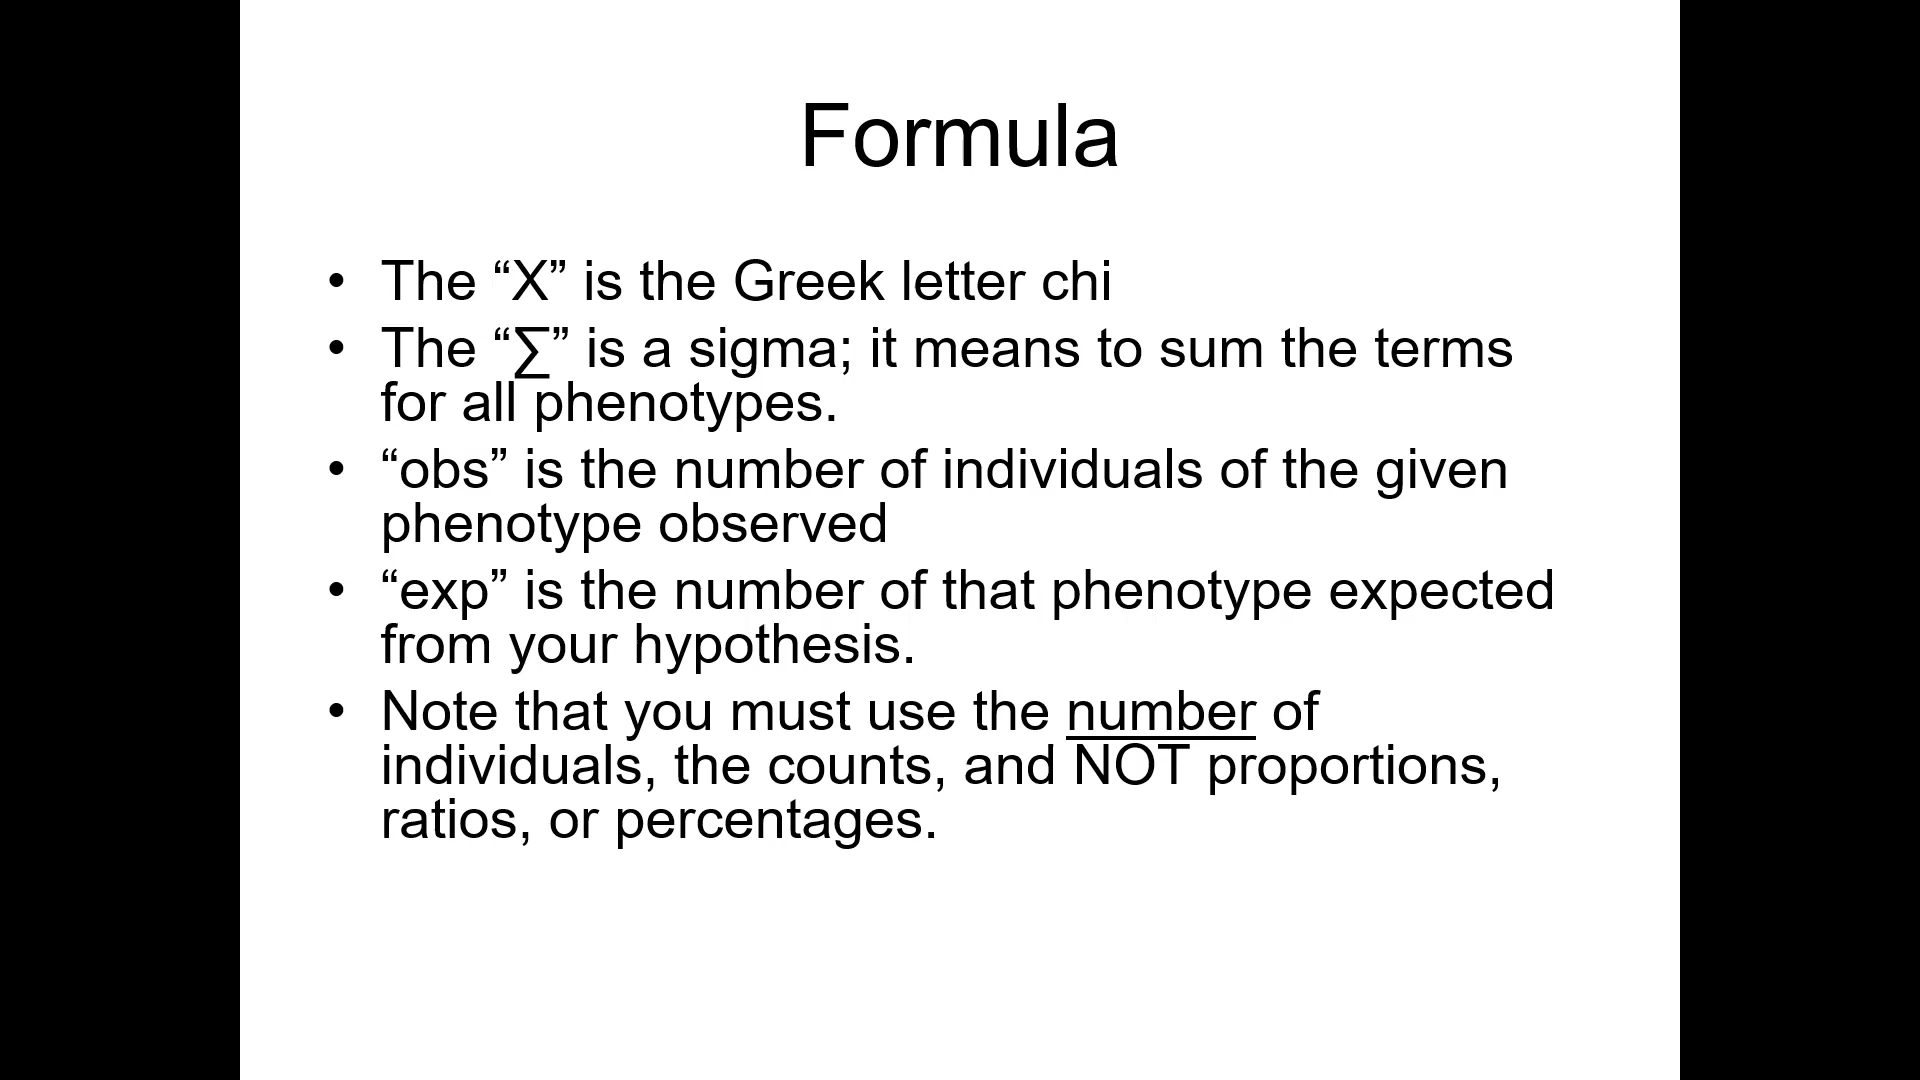 Formula
• The “X” is the Greek letter chi
• The “∑” is a sigma; it means to sum the terms
for all phenotypes.
• “obs” is the number of individuals of the given
phenotype observed
• “exp” is the number of that phenotype expected
from your hypothesis.
• Note that you must use the number of
individuals, the counts, and NOT proportions,
ratios, or percentages.